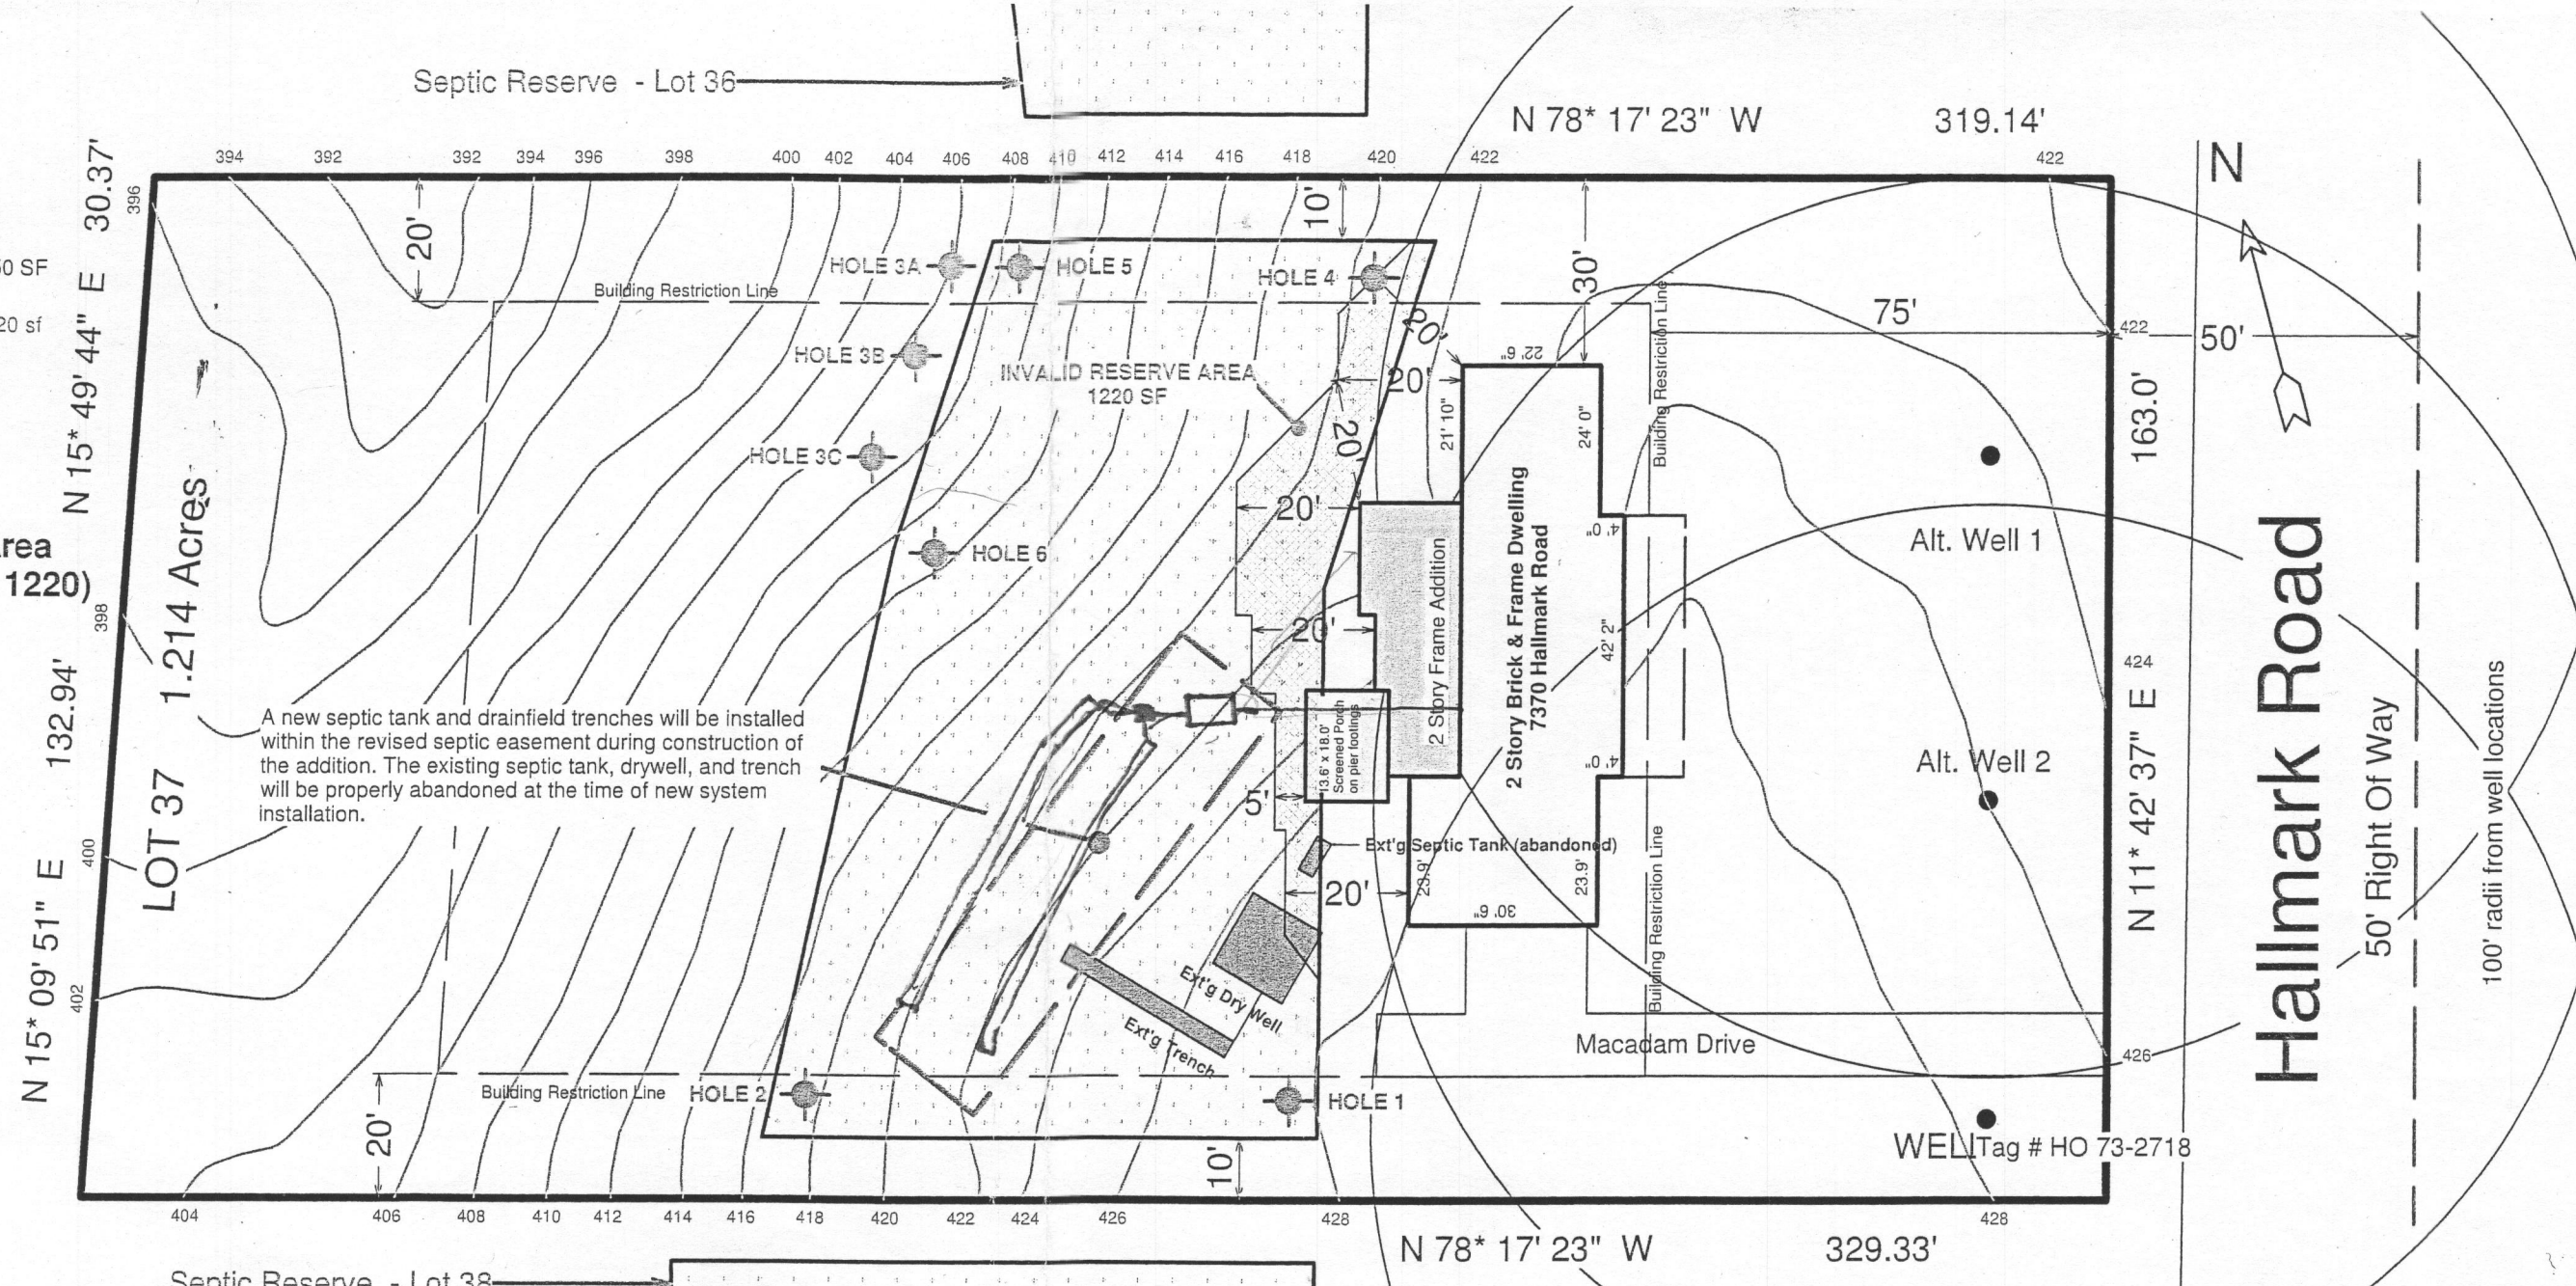 Septic Reserve - Lot 36
N 78* 17' 23" W
319.14'
394
392
392
394
396
398
400
402
404
406
408
410
412
414
416
418
420
422
422
N
30.37'
396
20'
10'
30'
HOLE 3A
HOLE 5
HOLE 4
0 SF
Building Restriction Line
N 15* 49' 44" E
20 sf
20'
75'
422
50'
HOLE 3B
22' 6"
INVALID RESERVE AREA
1220 SF
20'
21' 10"
24' 0"
Building Restriction Line
163.0'
20'
HOLE 3C
20'
4' 0"
Alt. Well 1
rea
1220)
HOLE 6
398
2 Story Frame Addition
2 Story Brick & Frame Dwelling
7370 Hallmark Road
42' 2"
20'
424
LOT 37 1.214 Acres
132.94'
A new septic tank and drainfield trenches will be installed
within the revised septic easement during construction of
the addition. The existing septic tank, drywell, and trench
will be properly abandoned at the time of new system
installation.
13.6' x 18.0'
Screened Porch
on pier footings
4' 0"
Alt. Well 2
N 11* 42' 37" E
Hallmark Road
50' Right Of Way
100' radii from well locations
5'
400
Ext'g Septic Tank (abandoned)
20'
23.9'
23.9'
30' 6"
Building Restriction Line
N 15* 09' 51" E
402
Ext'g Dry Well
Ext'g Trench
Macadam Drive
426
Building Restriction Line
HOLE 2
HOLE 1
20'
10'
WELL Tag # HO 73-2718
404
406
408
410
412
414
416
418
420
422
424
426
428
428
N 78* 17' 23" W
329.33'
Septic Reserve - Lot 38